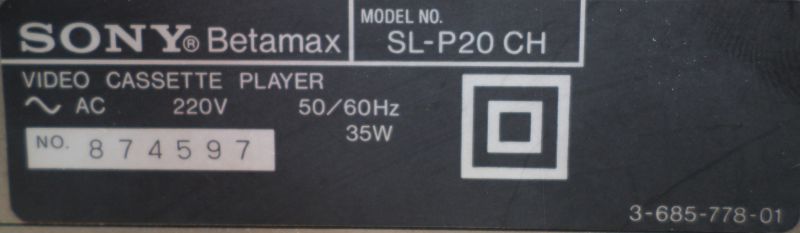 SONY® Betamax
MODEL NO.
SL-P20 CH
VIDEO CASSETTE PLAYER
∼ AC 220V 50/60Hz
35W
NO. 874597
3-685-778-01